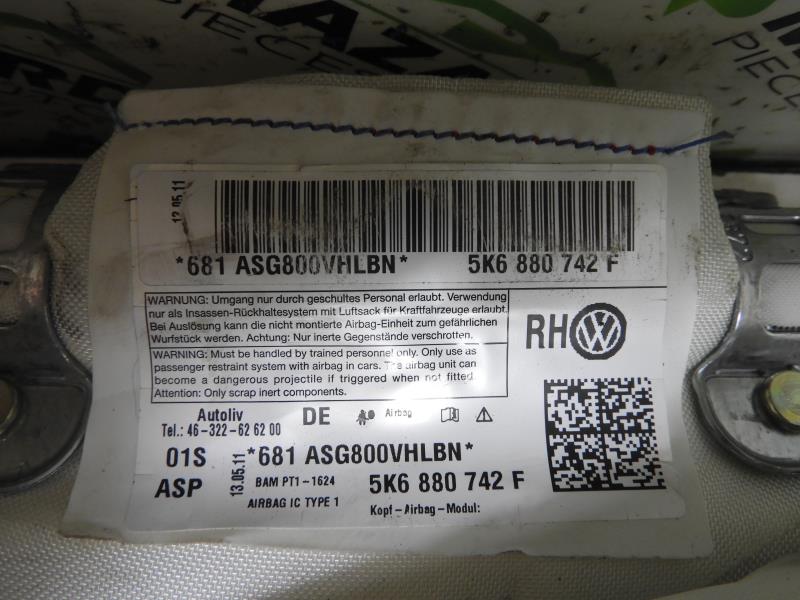 PIECES
PIECES
13.05.11
*681 ASG800VHLBN* 5K6 880 742 F
WARNING: Umgang nur durch geschultes Personal erlaubt. Verwendung
nur als Insassen-Rückhaltesystem mit Luftsack für Kraftfahrzeuge erlaubt.
Bei Auslösung kann die nicht montierte Airbag-Einheit zum gefährlichen
Wurfstück werden. Achtung: Nur inerte Gegenstände verschrotten.
RH
WARNING: Must be handled by trained personnel only. Only use as
passenger restraint system with airbag in cars. The airbag unit can
become a dangerous projectile if triggered when not fitted.
Attention: Only scrap inert components.
Autoliv DE Airbag
Tel.: 46-322-62 62 00
01S 13.05.11 *681 ASG800VHLBN*
ASP BAM PT1-1624 5K6 880 742 F
AIRBAG IC TYPE 1 Kopf-Airbag-Modul: